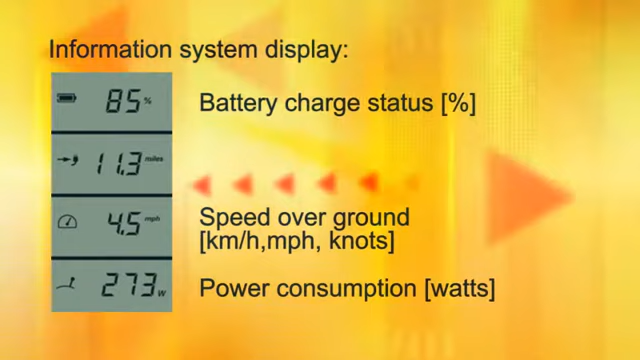 Information system display:
85%
Battery charge status [%]
11.3 miles
4.5 mph
Speed over ground
[km/h,mph, knots]
273 W
Power consumption [watts]